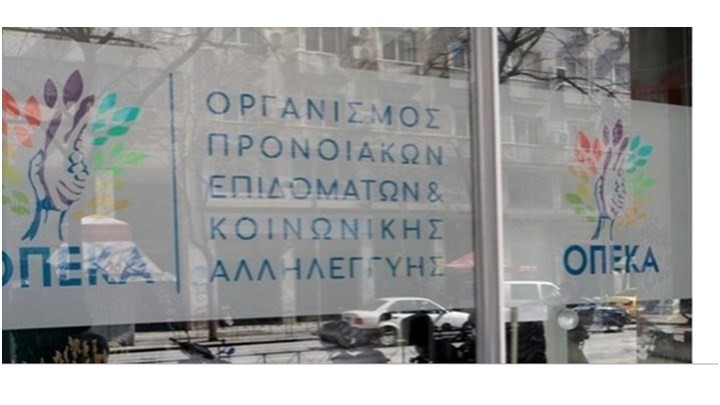 ΟΠΕΚΑ
ΟΡΓΑΝΙΣΜΟΣ
ΠΡΟΝΟΙΑΚΩΝ
ΕΠΙΔΟΜΑΤΩΝ &
ΚΟΙΝΩΝΙΚΗΣ
ΑΛΛΗΛΕΓΓΥΗΣ
ΟΠΕΚΑ